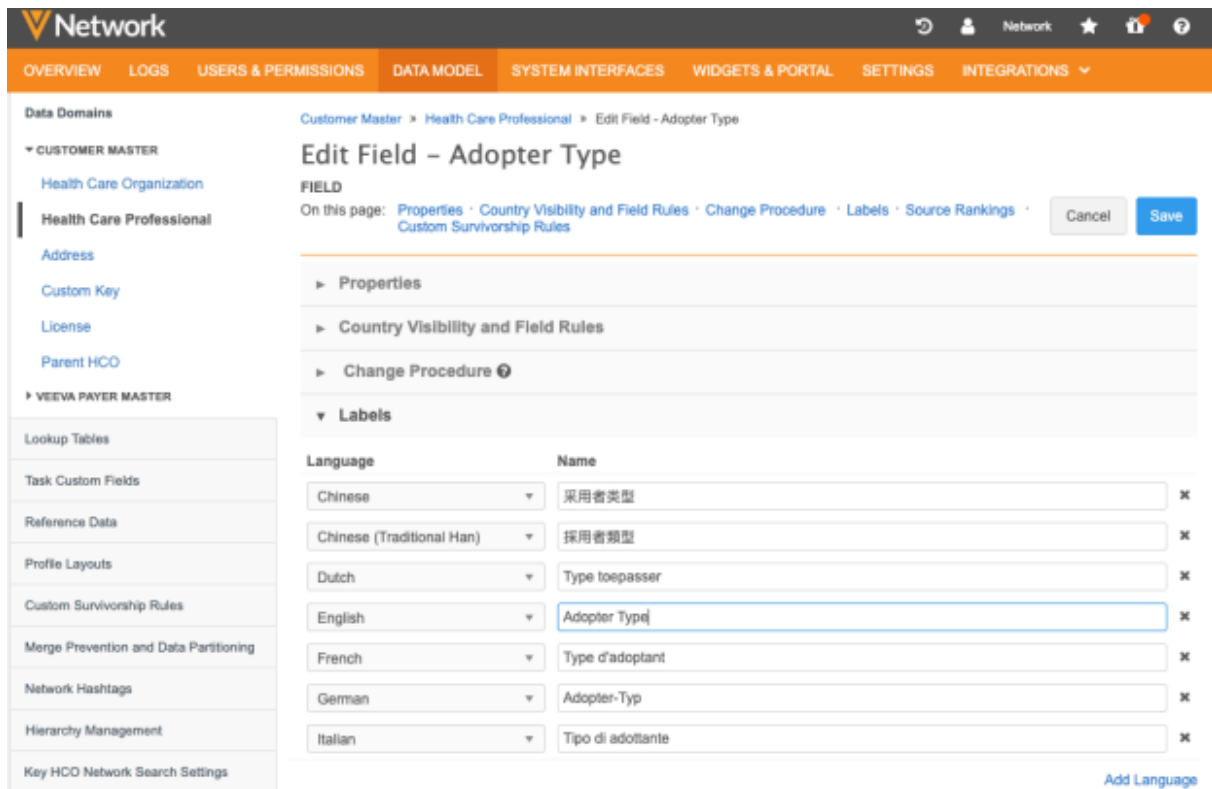 Network
Network
OVERVIEW LOGS USERS & PERMISSIONS DATA MODEL SYSTEM INTERFACES WIDGETS & PORTAL SETTINGS INTEGRATIONS
Data Domains
CUSTOMER MASTER
Health Care Organization
Health Care Professional
Address
Custom Key
License
Parent HCO
VEEVA PAYER MASTER
Lookup Tables
Task Custom Fields
Reference Data
Profile Layouts
Custom Survivorship Rules
Merge Prevention and Data Partitioning
Network Hashtags
Hierarchy Management
Key HCO Network Search Settings
Customer Master » Health Care Professional » Edit Field - Adopter Type
Edit Field – Adopter Type
FIELD
On this page: Properties · Country Visibility and Field Rules · Change Procedure · Labels · Source Rankings ·
Custom Survivorship Rules
Cancel Save
Properties
Country Visibility and Field Rules
Change Procedure ?
Labels
Language Name
Chinese 采用者类型
Chinese (Traditional Han) 採用者類型
Dutch Type toepasser
English Adopter Type
French Type d'adoptant
German Adopter-Typ
Italian Tipo di adottante
Add Language